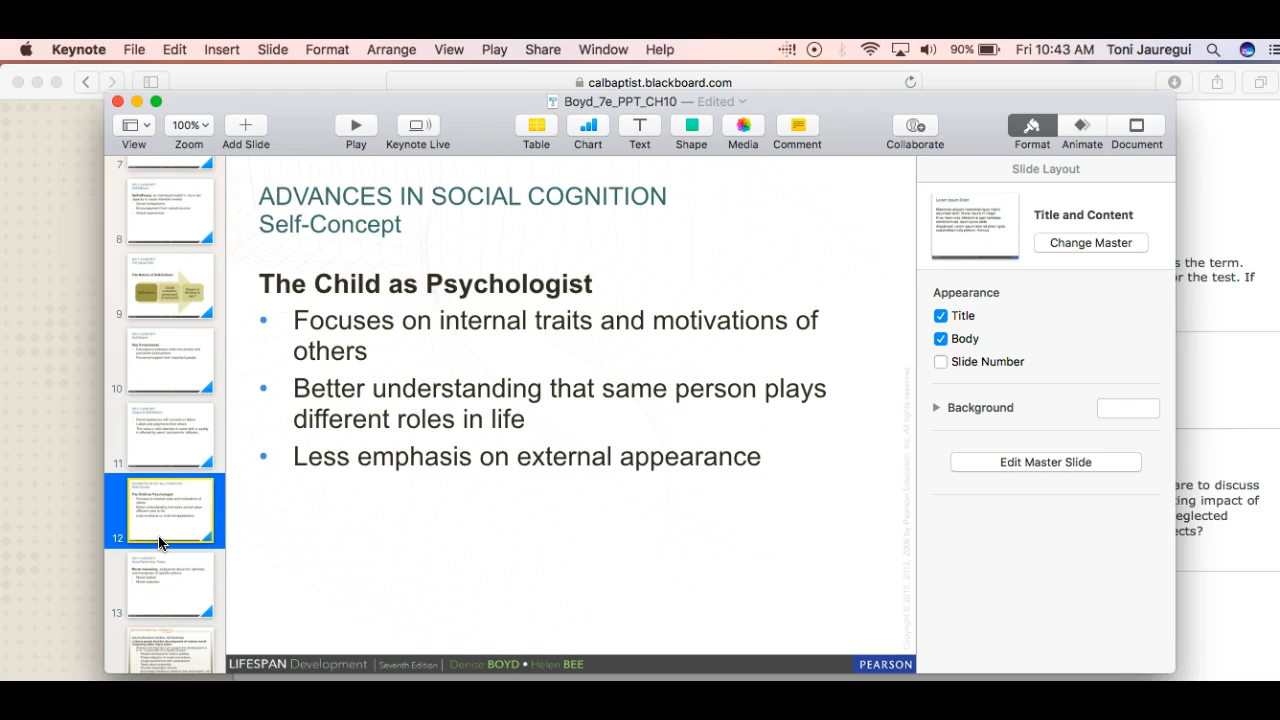 Keynote File Edit Insert Slide Format Arrange View Play Share Window Help 90% Fri 10:43 AM Toni Jauregui
calbaptist.blackboard.com
Boyd_7e_PPT_CH10 — Edited
100%
View Zoom Add Slide Play Keynote Live Table Chart Text Shape Media Comment Collaborate Format Animate Document
7
8
9
10
11
12
13
ADVANCES IN SOCIAL COGNITION
Self-Concept
The Child as Psychologist
• Focuses on internal traits and motivations of
others
• Better understanding that same person plays
different roles in life
• Less emphasis on external appearance
LIFESPAN Development | Seventh Edition | Denise BOYD • Helen BEE
PEARSON
Slide Layout
Title and Content
Change Master
Appearance
Title
Body
Slide Number
Background
Edit Master Slide
s the term.
r the test. If
are to discuss
ing impact of
eglected
ects?